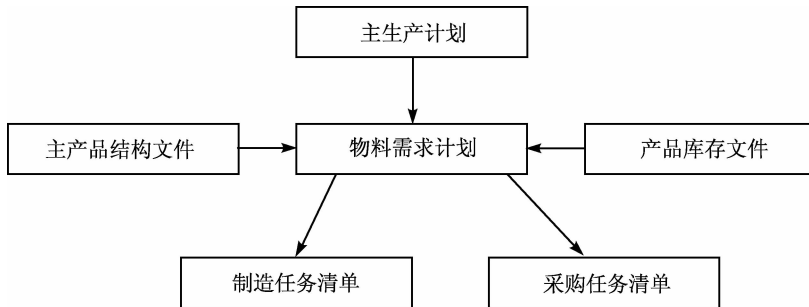 主生产计划
主产品结构文件
物料需求计划
产品库存文件
制造任务清单
采购任务清单